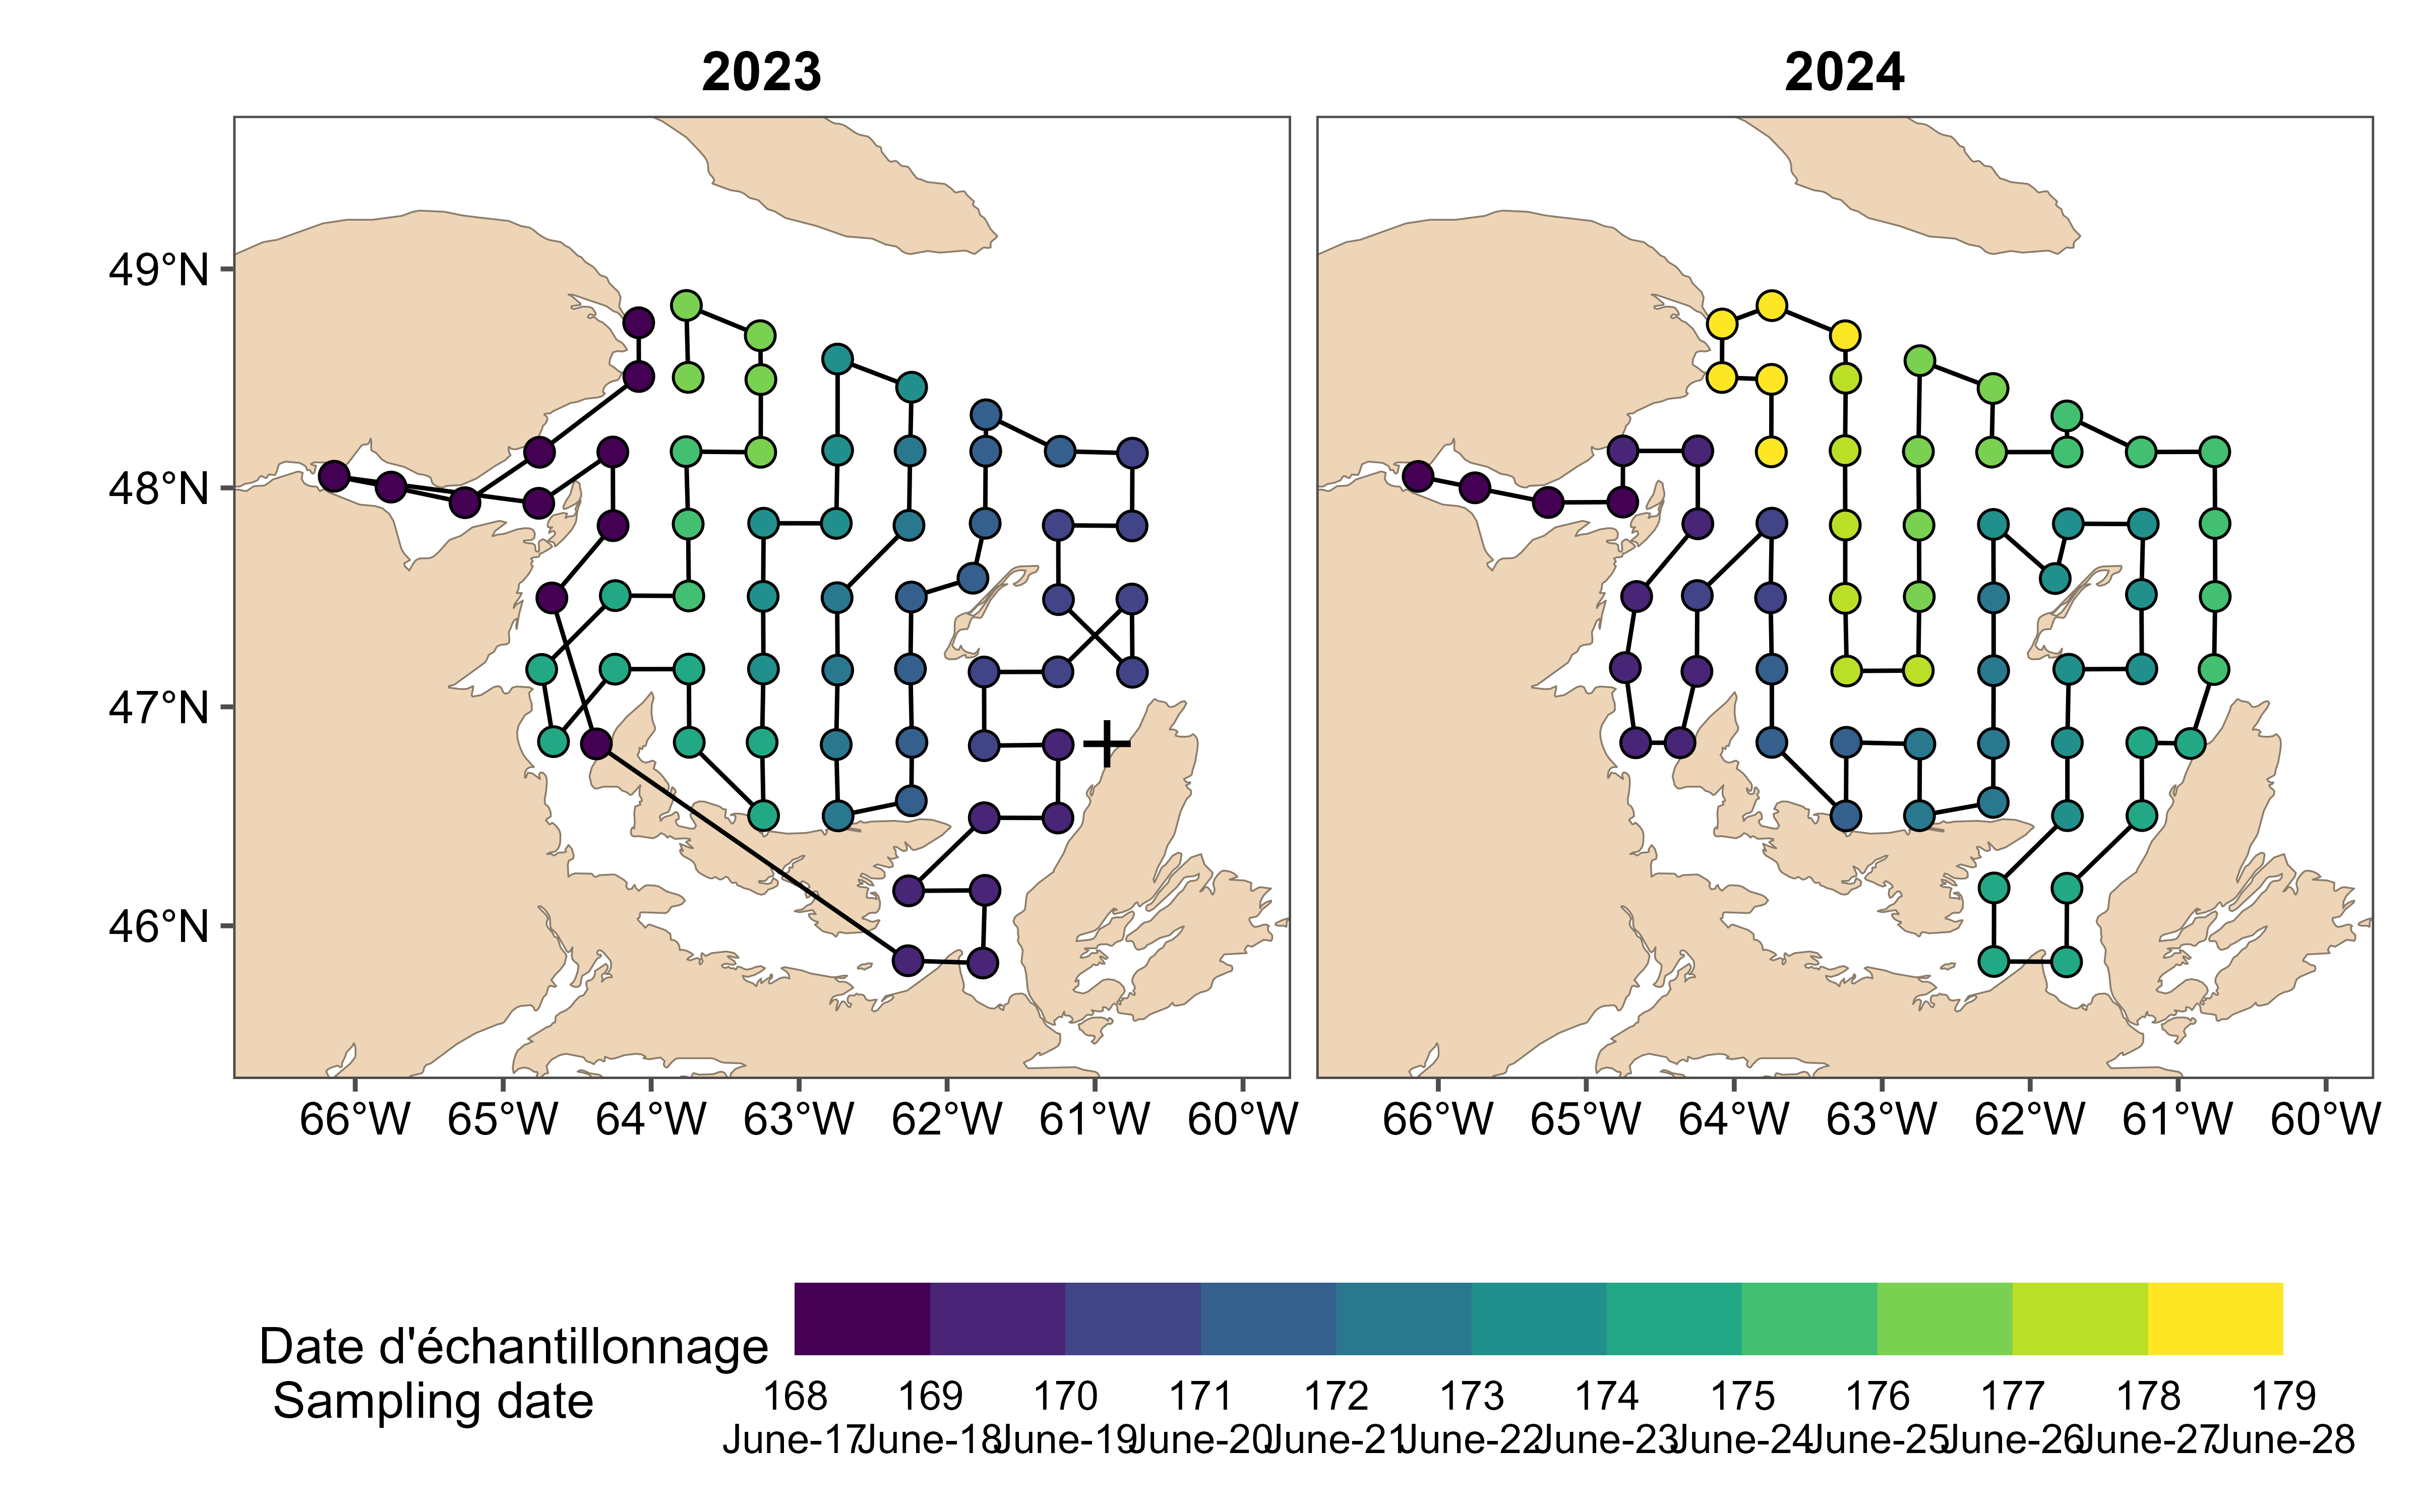 2023 2024
49°N
48°N
47°N
46°N
66°W 65°W 64°W 63°W 62°W 61°W 60°W 66°W 65°W 64°W 63°W 62°W 61°W 60°W
Date d'échantillonnage
Sampling date
168 169 170 171 172 173 174 175 176 177 178 179
June-17 June-18 June-19 June-20 June-21 June-22 June-23 June-24 June-25 June-26 June-27 June-28